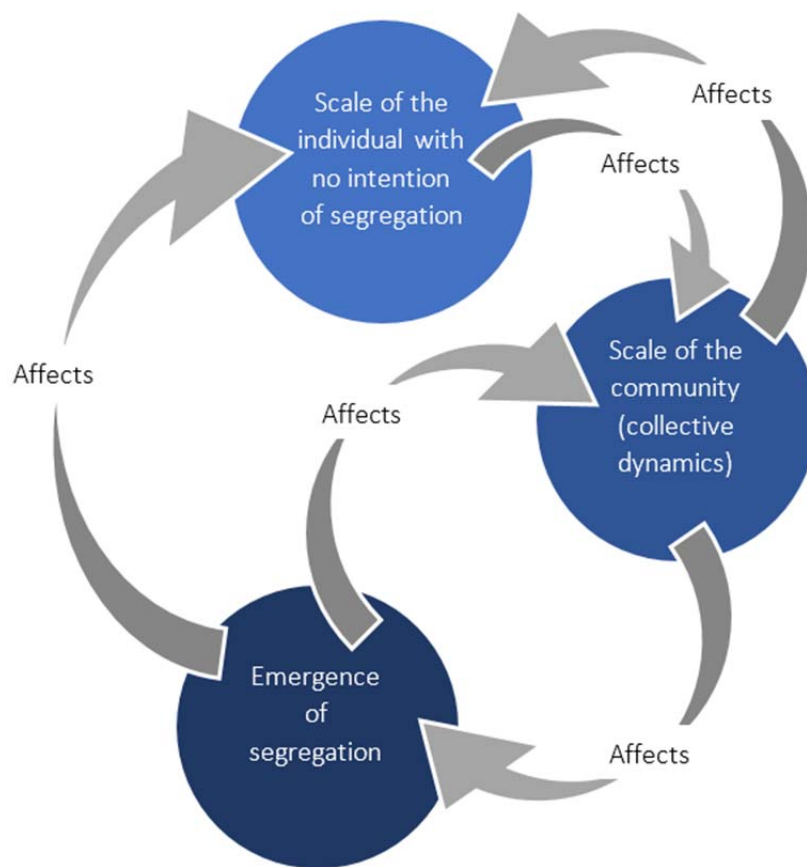 Scale of the
individual with
no intention
of segregation
Affects
Affects
Scale of the
community
(collective
dynamics)
Affects
Affects
Emergence
of
segregation
Affects